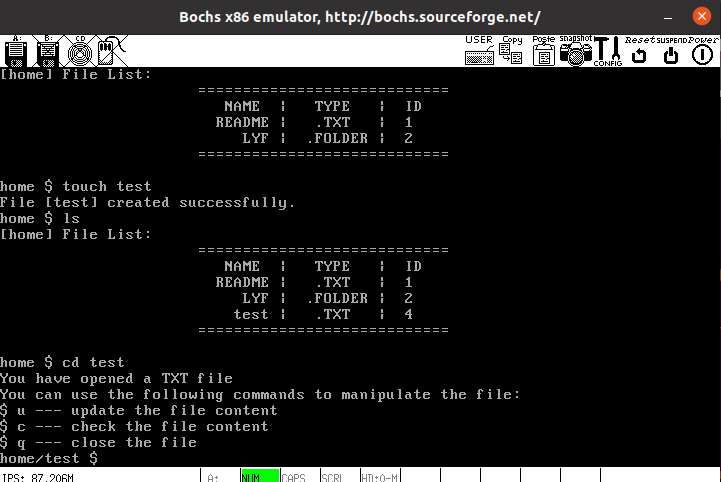 Bochs x86 emulator, http://bochs.sourceforge.net/
A: B: CD USER Copy Paste snapshot CONFIG Reset SUSPEND Power
[home] File List:
============================
NAME ¦ TYPE ¦ ID
README ¦ .TXT ¦ 1
LYF ¦ .FOLDER ¦ 2
============================
home $ touch test
File [test] created successfully.
home $ ls
[home] File List:
============================
NAME ¦ TYPE ¦ ID
README ¦ .TXT ¦ 1
LYF ¦ .FOLDER ¦ 2
test ¦ .TXT ¦ 4
============================
home $ cd test
You have opened a TXT file
You can use the following commands to manipulate the file:
$ u --- update the file content
$ c --- check the file content
$ q --- close the file
home/test $
IPS: 87.206M A: NUM CAPS SCRL HD:0-M